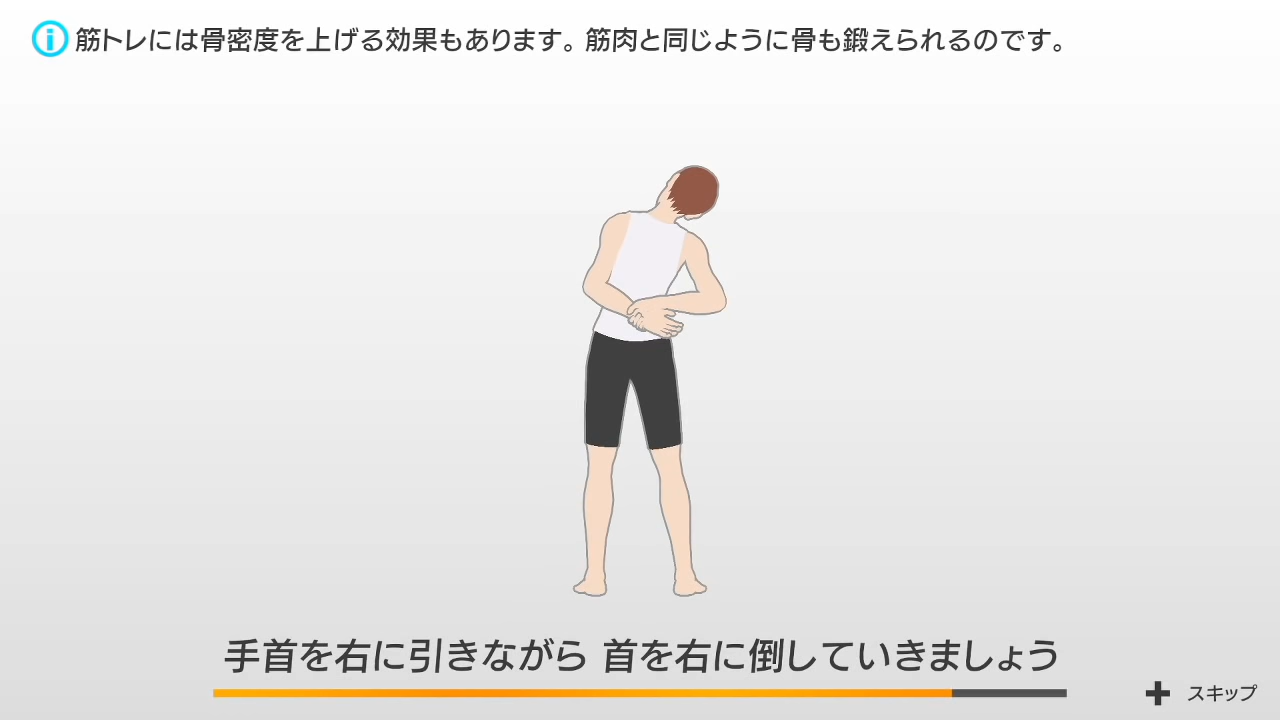 筋トレには骨密度を上げる効果もあります。筋肉と同じように骨も鍛えられるのです。
手首を右に引きながら 首を右に倒していきましょう
スキップ